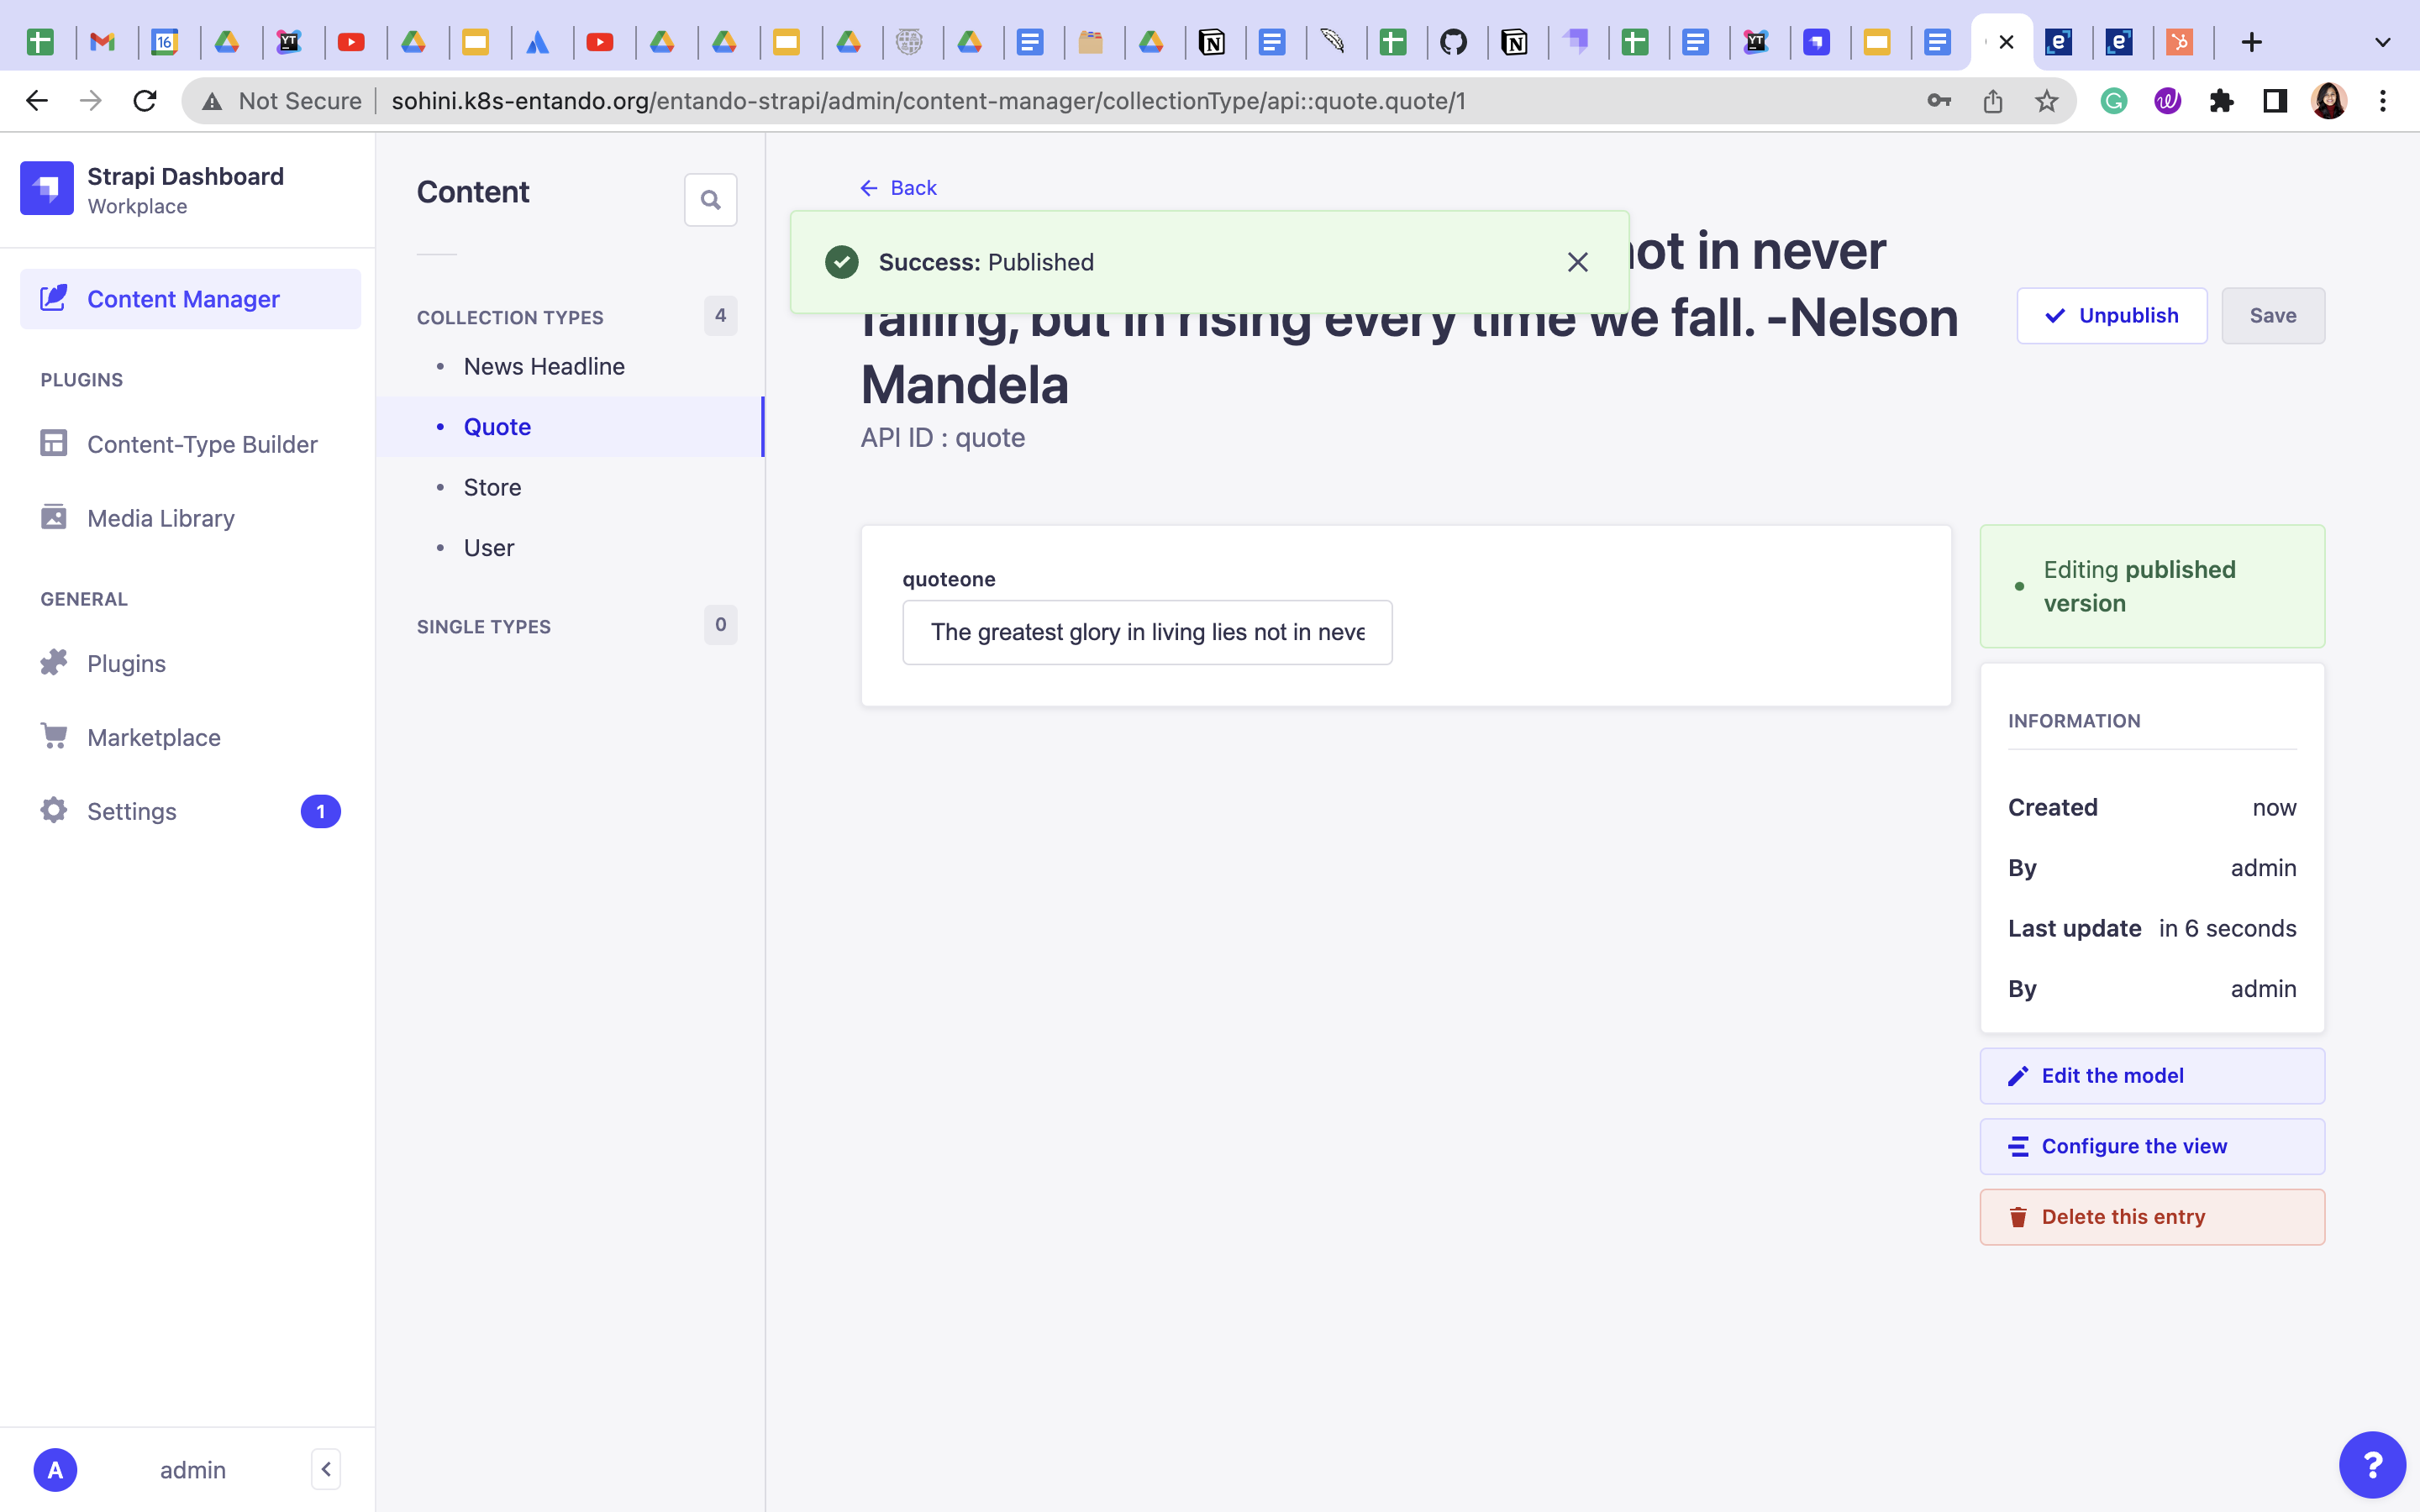 16
YT
YT
Not Secure
sohini.k8s-entando.org/entando-strapi/admin/content-manager/collectionType/api::quote.quote/1
Strapi Dashboard
Workplace
Content Manager
PLUGINS
Content-Type Builder
Media Library
GENERAL
Plugins
Marketplace
Settings
1
A
admin
Content
COLLECTION TYPES
4
News Headline
Quote
Store
User
SINGLE TYPES
0
Back
Success: Published
not in never
falling, but in rising every time we fall. -Nelson
Mandela
API ID : quote
Unpublish
Save
quoteone
The greatest glory in living lies not in neve
Editing published
version
INFORMATION
Created
now
By
admin
Last update
in 6 seconds
By
admin
Edit the model
Configure the view
Delete this entry
?